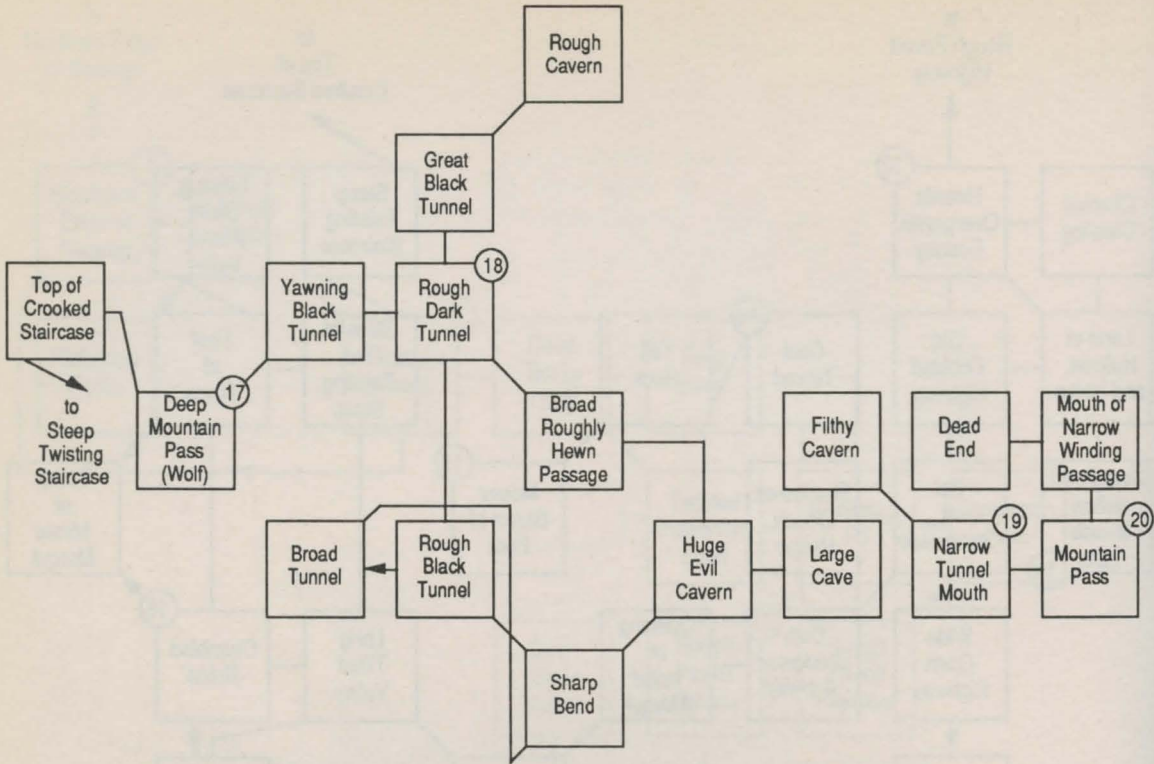 Rough
Cavern
Great
Black
Tunnel
18
Top of
Crooked
Staircase
Yawning
Black
Tunnel
Rough
Dark
Tunnel
17
to
Steep
Twisting
Staircase
Deep
Mountain
Pass
(Wolf)
Broad
Roughly
Hewn
Passage
Filthy
Cavern
Dead
End
Mouth of
Narrow
Winding
Passage
19
20
Broad
Tunnel
Rough
Black
Tunnel
Huge
Evil
Cavern
Large
Cave
Narrow
Tunnel
Mouth
Mountain
Pass
Sharp
Bend